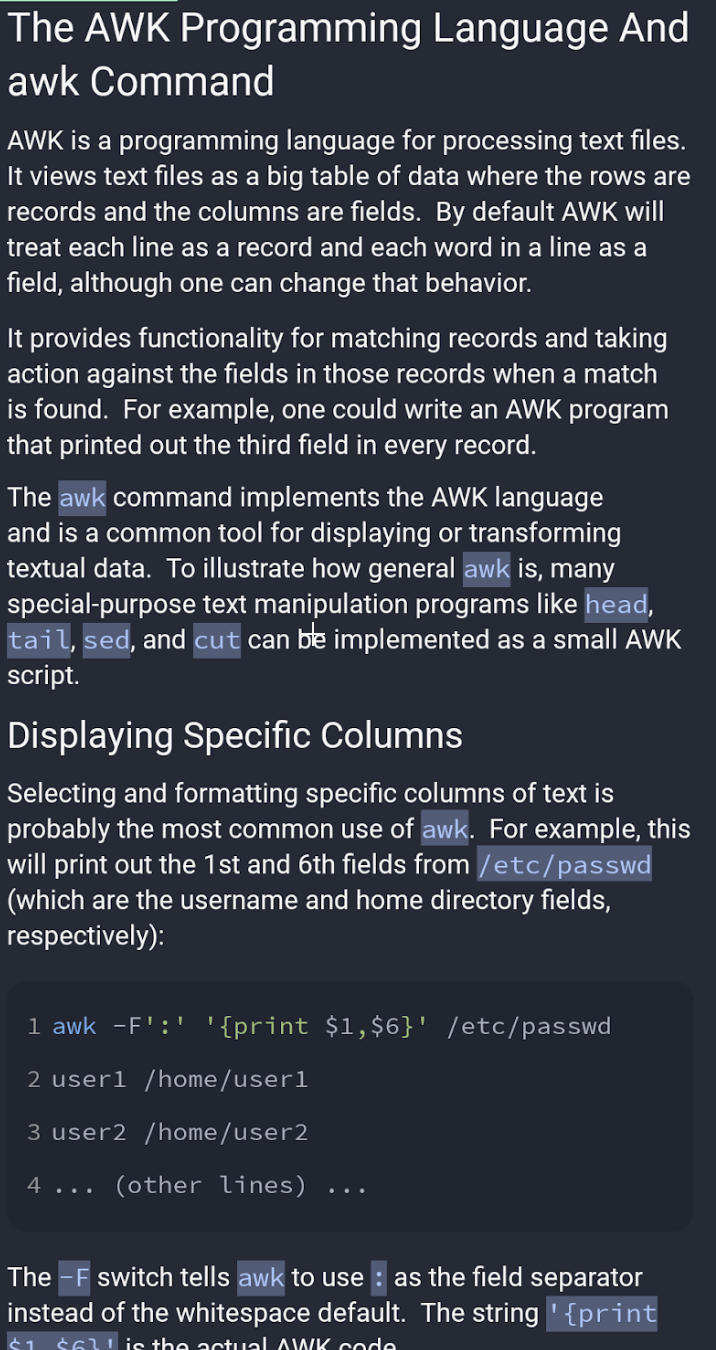 The AWK Programming Language And
awk Command
AWK is a programming language for processing text files.
It views text files as a big table of data where the rows are
records and the columns are fields.  By default AWK will
treat each line as a record and each word in a line as a
field, although one can change that behavior.
It provides functionality for matching records and taking
action against the fields in those records when a match
is found.  For example, one could write an AWK program
that printed out the third field in every record.
The awk command implements the AWK language
and is a common tool for displaying or transforming
textual data.  To illustrate how general awk is, many
special-purpose text manipulation programs like head,
tail, sed, and cut can be implemented as a small AWK
script.
Displaying Specific Columns
Selecting and formatting specific columns of text is
probably the most common use of awk.  For example, this
will print out the 1st and 6th fields from /etc/passwd
(which are the username and home directory fields,
respectively):
1 awk -F':' '{print $1,$6}' /etc/passwd
2 user1 /home/user1
3 user2 /home/user2
4 ... (other lines) ...
The -F switch tells awk to use : as the field separator
instead of the whitespace default.  The string '{print
$1,$6}' is the actual AWK code